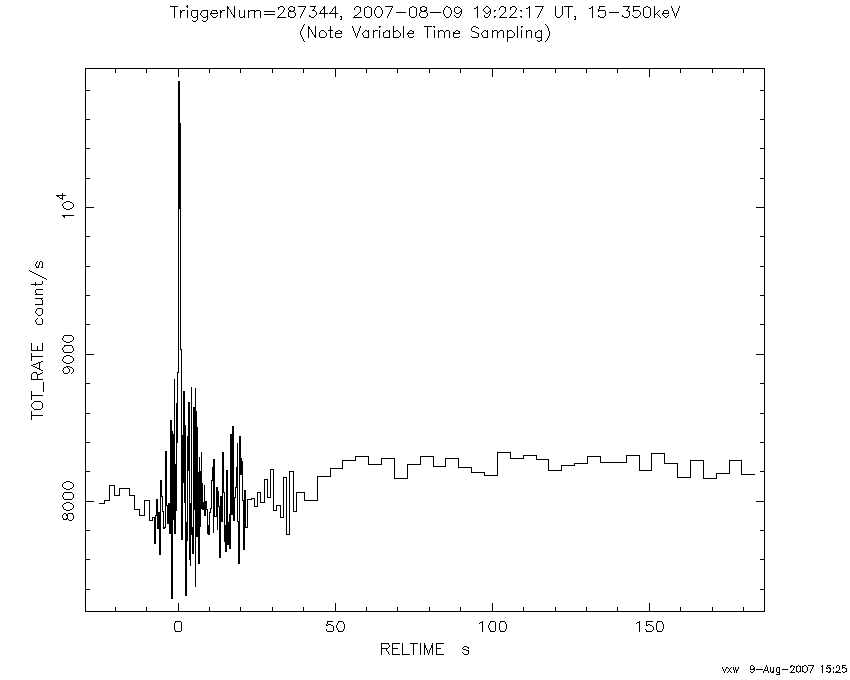 TriggerNum=287344, 2007-08-09 19:22:17 UT, 15-350keV
(Note Variable Time Sampling)
10^4
9000
8000
TOT_RATE count/s
0 50 100 150
RELTIME s
vxw 9-Aug-2007 15:25